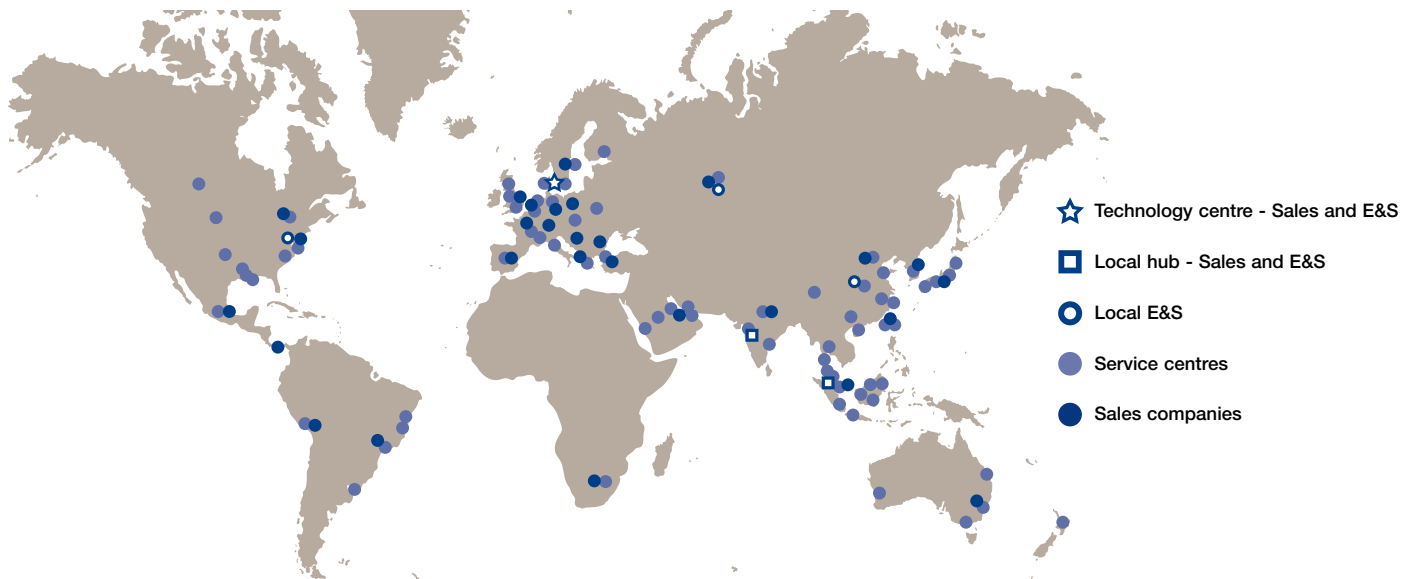 Technology centre - Sales and E&S
Local hub - Sales and E&S
Local E&S
Service centres
Sales companies